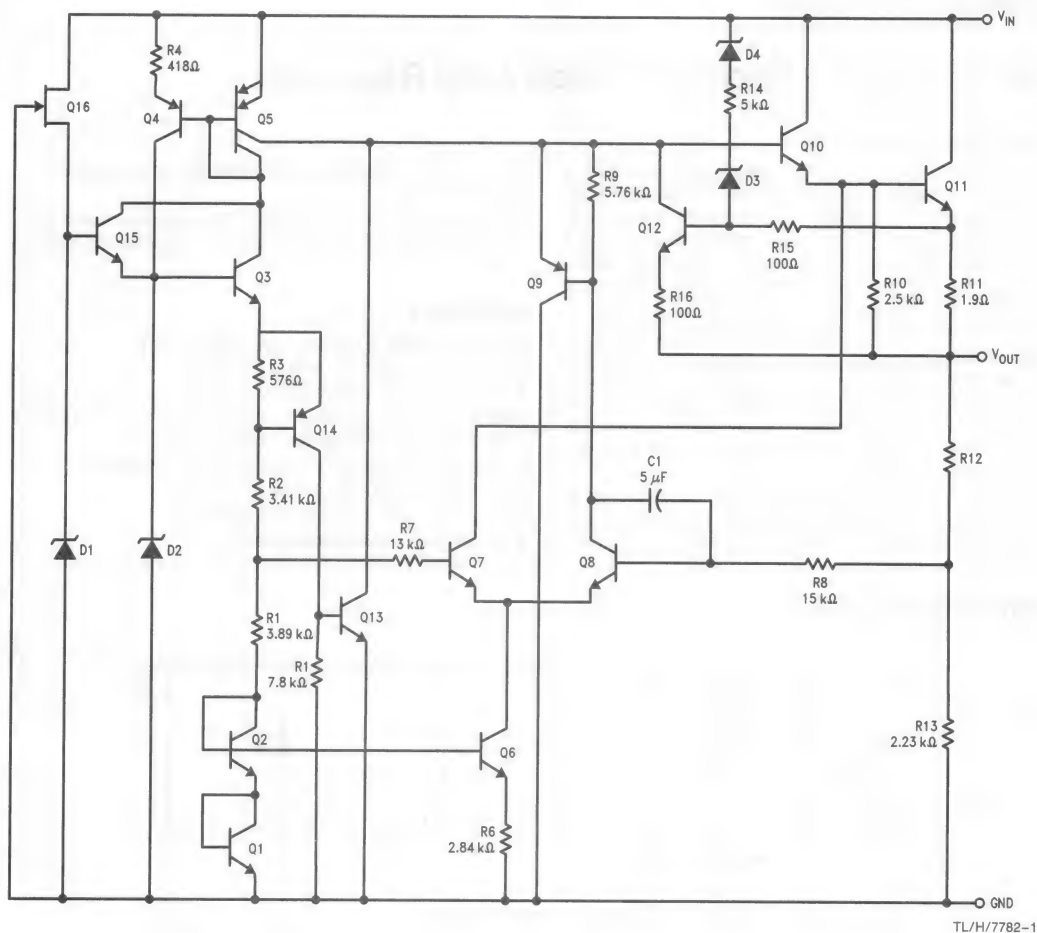 VIN
R4
418Ω
D4
R14
5 kΩ
Q16
Q4
Q5
Q10
Q11
R9
5.76 kΩ
D3
Q15
Q3
Q12
R15
100Ω
Q9
R16
100Ω
R10
2.5 kΩ
R11
1.9Ω
R3
576Ω
VOUT
Q14
R2
3.41 kΩ
C1
5 µF
R12
R7
13 kΩ
D1
D2
Q7
Q8
R8
15 kΩ
R1
3.89 kΩ
Q13
R1
7.8 kΩ
Q2
Q6
R13
2.23 kΩ
R6
2.84 kΩ
Q1
GND
TL/H/7782-1